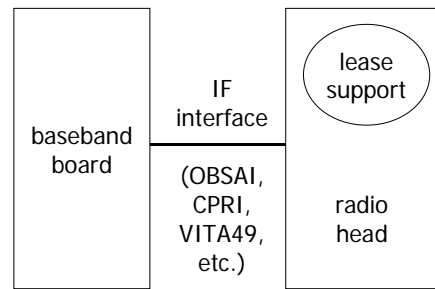 baseband
board
IF
interface
(OBSAI,
CPRI,
VITA49,
etc.)
lease
support
radio
head